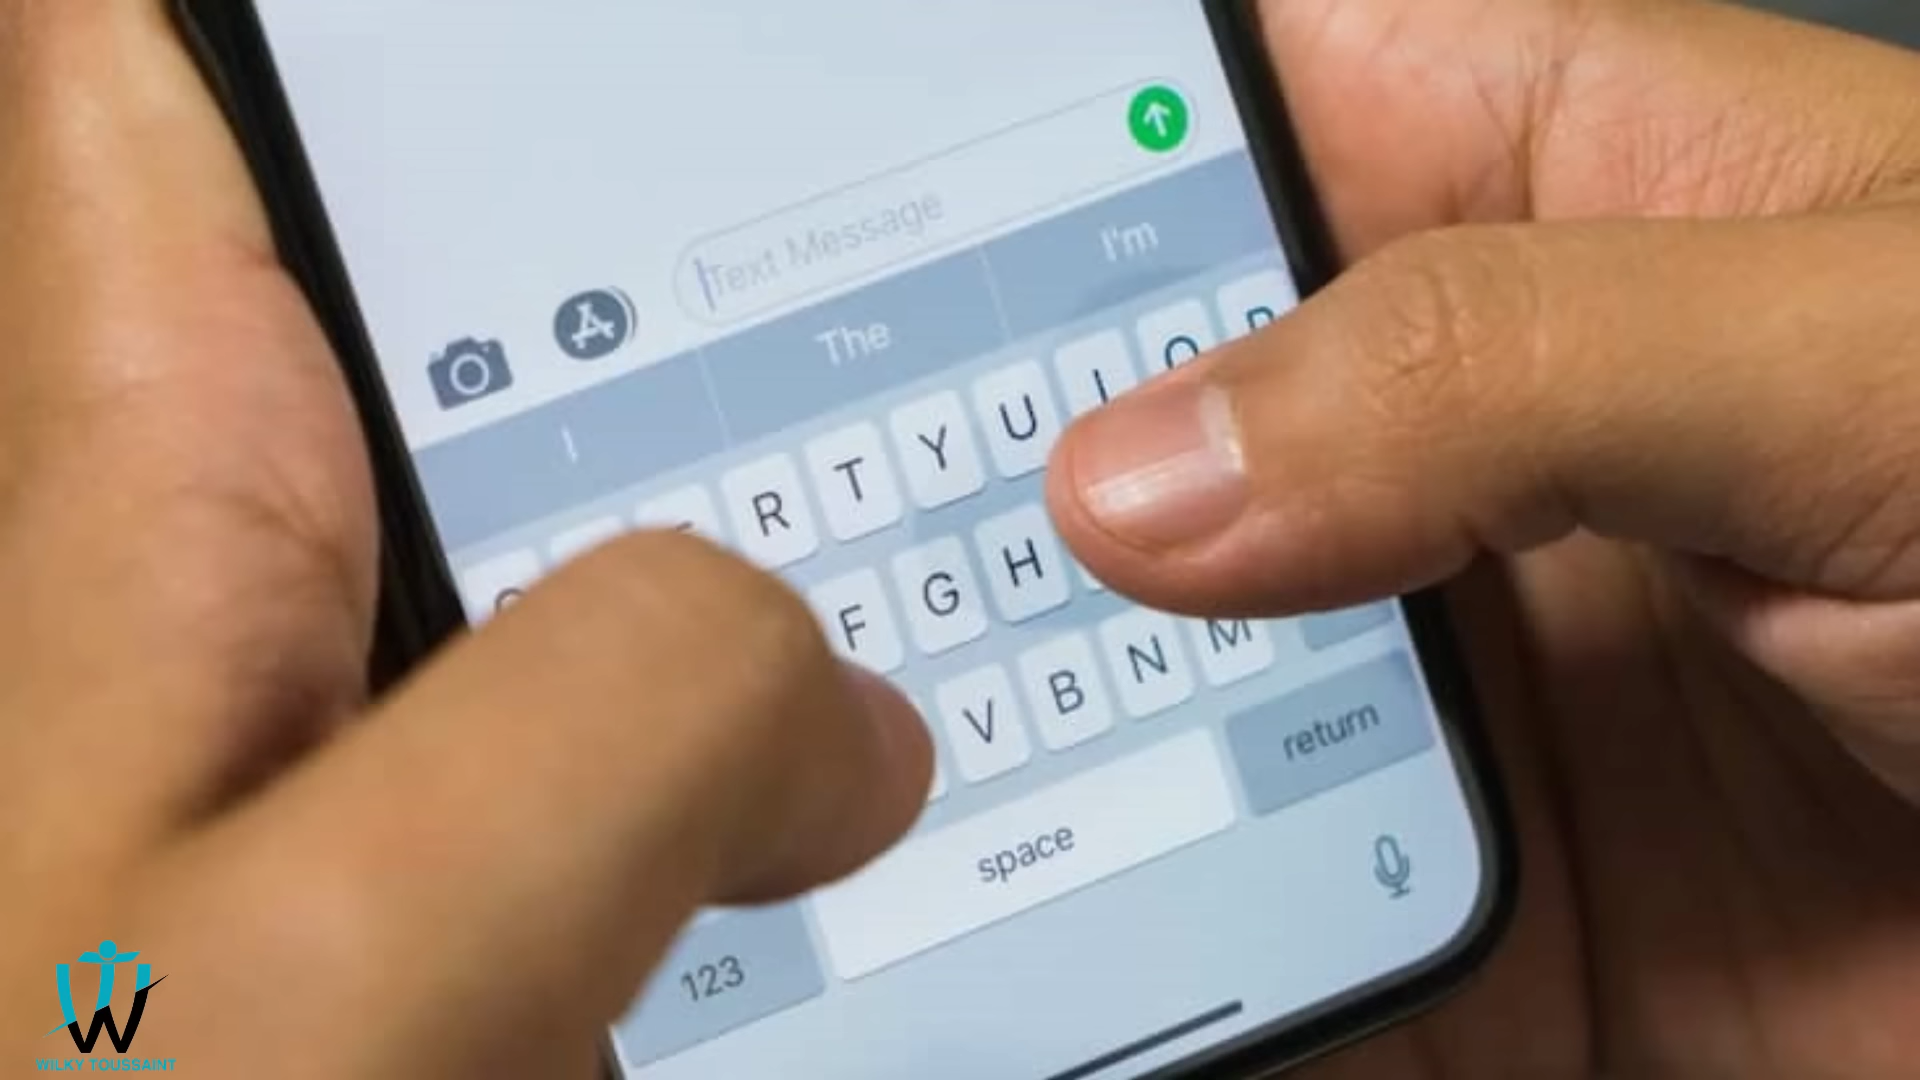 Text Message
I The I'm
R T Y U I O P
F G H
V B N M
return
space
123
WILKY TOUSSAINT